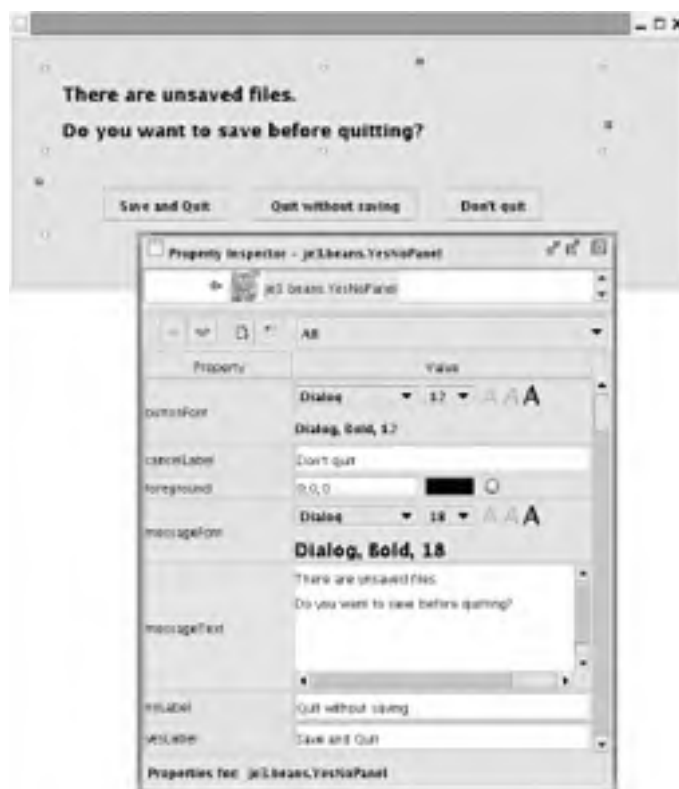 There are unsaved files.
Do you want to save before quitting?
Save and Quit
Quit without saving
Don't quit
Property Inspector - je3.beans.YesNoPanel
je3.beans.YesNoPanel
All
Property
Value
buttonFont
Dialog
12
A A A
Dialog, Bold, 12
cancelLabel
Don't quit
foreground
0,0,0
messageFont
Dialog
18
A A A
Dialog, Bold, 18
messageText
There are unsaved files.
Do you want to save before quitting?
noLabel
Quit without saving
yesLabel
Save and Quit
Properties for: je3.beans.YesNoPanel